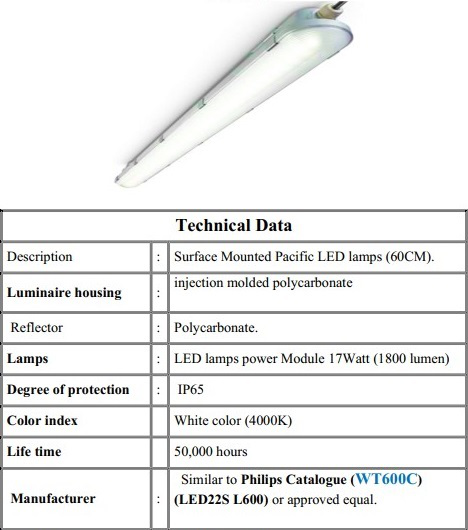 Technical Data
Description : Surface Mounted Pacific LED lamps (60CM).
Luminaire housing : injection molded polycarbonate
Reflector : Polycarbonate.
Lamps : LED lamps power Module 17Watt (1800 lumen)
Degree of protection : IP65
Color index White color (4000K)
Life time 50,000 hours
Manufacturer : Similar to Philips Catalogue (WT600C)
(LED22S L600) or approved equal.